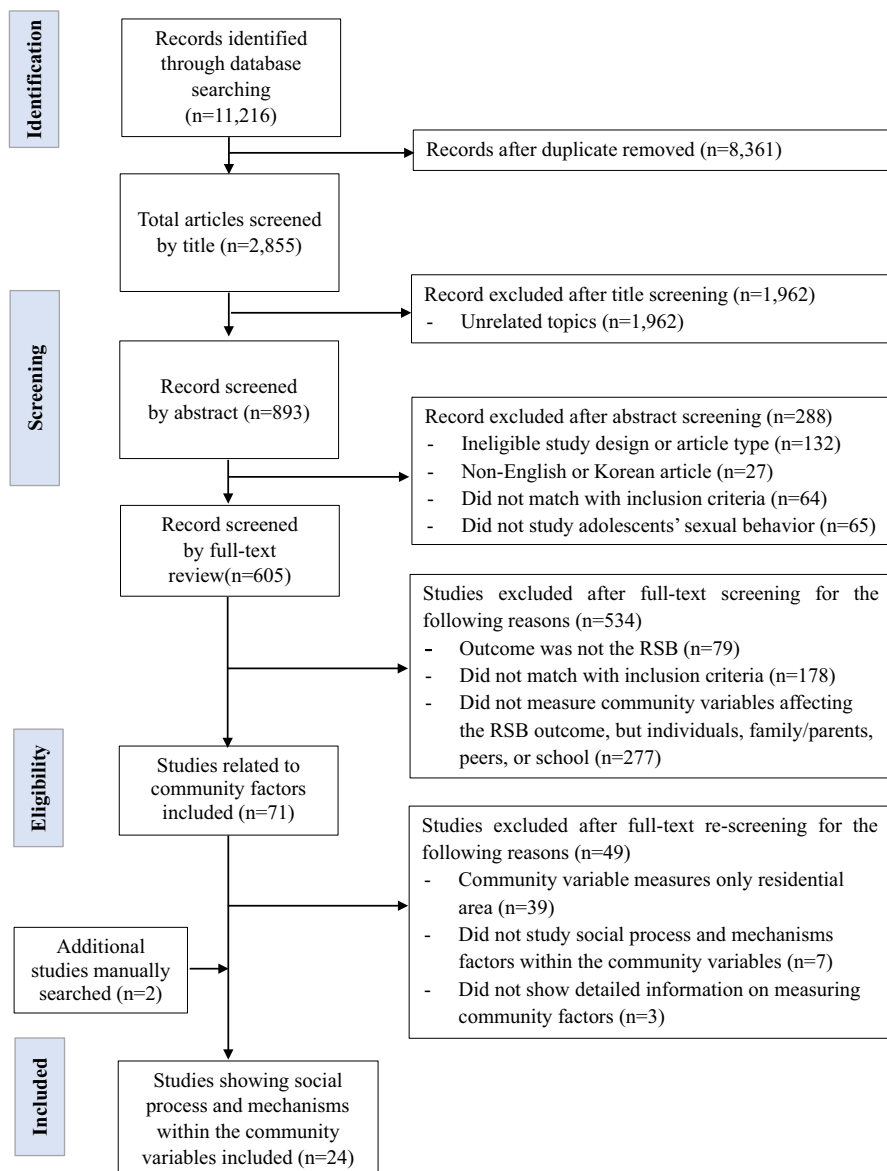 Identification
Records identified
through database
searching
(n=11,216)
Records after duplicate removed (n=8,361)
Total articles screened
by title (n=2,855)
Screening
Record excluded after title screening (n=1,962)
- Unrelated topics (n=1,962)
Record screened
by abstract (n=893)
Record excluded after abstract screening (n=288)
- Ineligible study design or article type (n=132)
- Non-English or Korean article (n=27)
- Did not match with inclusion criteria (n=64)
- Did not study adolescents’ sexual behavior (n=65)
Record screened
by full-text
review(n=605)
Studies excluded after full-text screening for the
following reasons (n=534)
- Outcome was not the RSB (n=79)
- Did not match with inclusion criteria (n=178)
- Did not measure community variables affecting
the RSB outcome, but individuals, family/parents,
peers, or school (n=277)
Eligibility
Studies related to
community factors
included (n=71)
Studies excluded after full-text re-screening for the
following reasons (n=49)
- Community variable measures only residential
area (n=39)
- Did not study social process and mechanisms
factors within the community variables (n=7)
- Did not show detailed information on measuring
community factors (n=3)
Additional
studies manually
searched (n=2)
Included
Studies showing social
process and mechanisms
within the community
variables included (n=24)